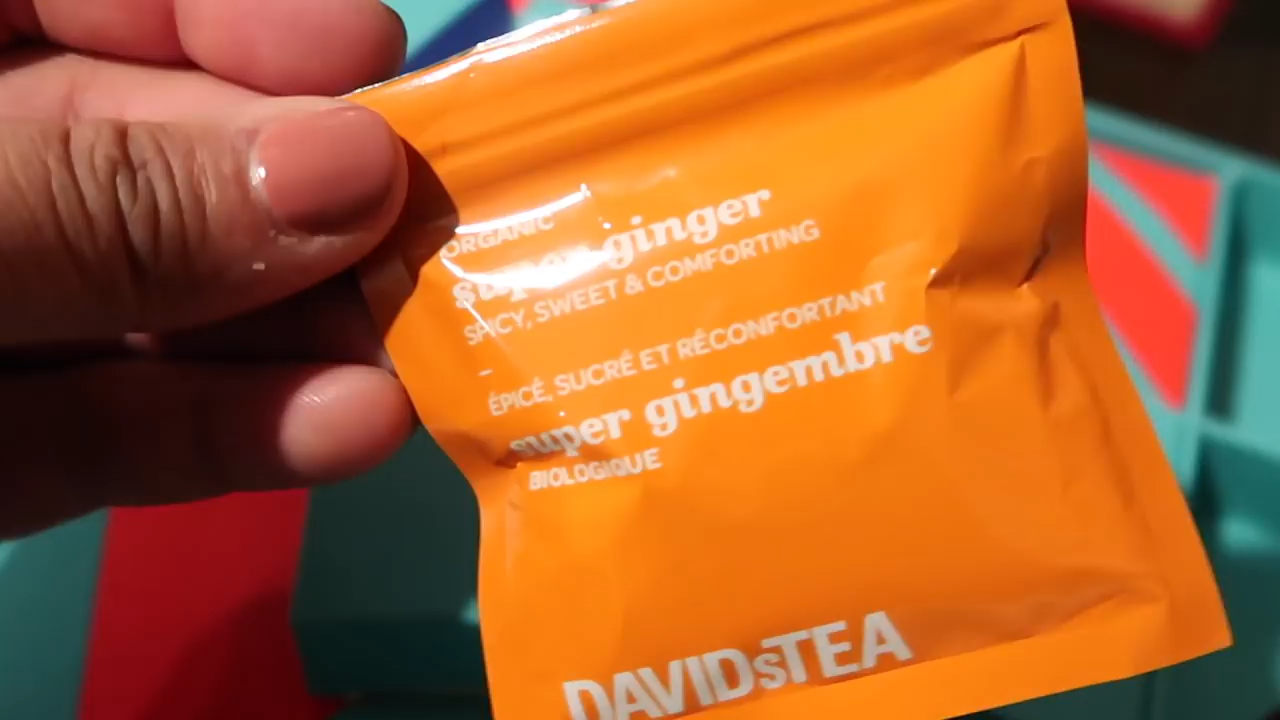 ORGANIC
super ginger
SPICY, SWEET & COMFORTING
-
ÉPICÉ, SUCRÉ ET RÉCONFORTANT
super gingembre
BIOLOGIQUE
DAVIDsTEA